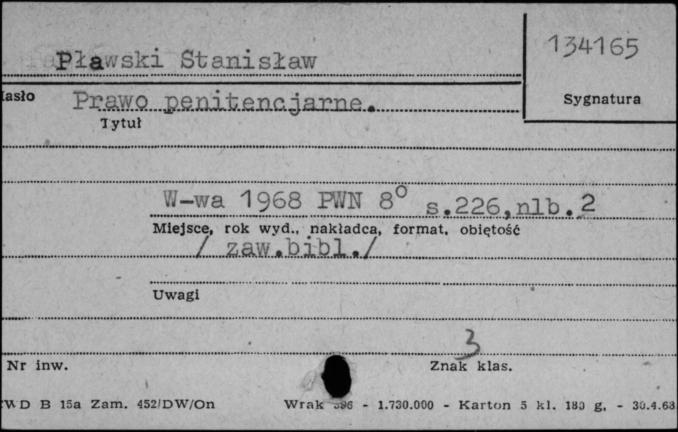 Pławski Stanisław
134165
Hasło
Prawo penitencjarne.
Sygnatura
Tytuł
W-wa 1968 PWN 8° s.226,nlb.2
Miejsce, rok wyd., nakładca, format, objętość
/ zaw.bibl./
Uwagi
3
Nr inw.
Znak klas.
WD B 15a Zam. 452/DW/On
Wrak 396 - 1.730.000 - Karton 5 kl. 180 g, - 30.4.68